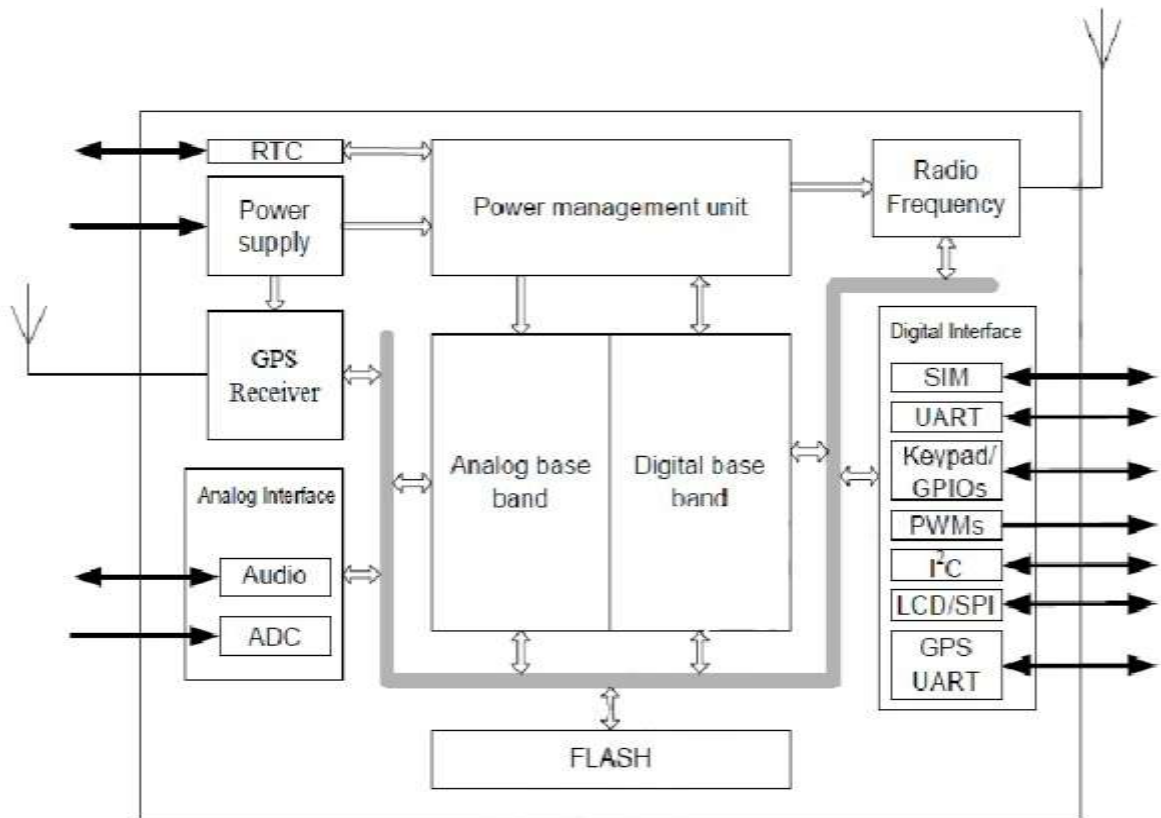 RTC
Power
supply
Power management unit
Radio
Frequency
GPS
Receiver
Analog Interface
Audio
ADC
Analog base
band
Digital base
band
Digital Interface
SIM
UART
Keypad/
GPIOs
PWMs
I²C
LCD/SPI
GPS
UART
FLASH